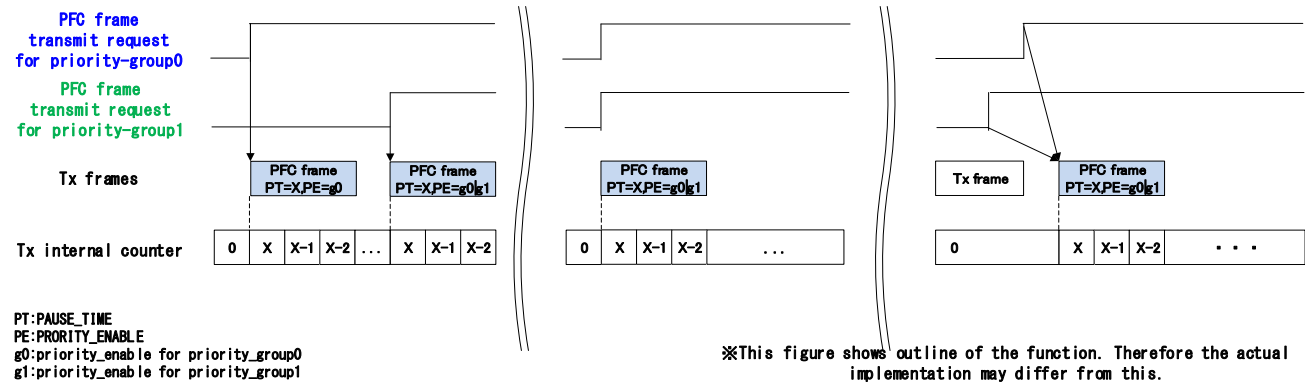 PFC frame
transmit request
for priority-group0
PFC frame
transmit request
for priority-group1
Tx frames
PFC frame
PT=X,PE=g0
PFC frame
PT=X,PE=g0|g1
PFC frame
PT=X,PE=g0|g1
Tx frame
PFC frame
PT=X,PE=g0|g1
Tx internal counter
0 X X-1 X-2 ... X X-1 X-2
0 X X-1 X-2 ...
0 X X-1 X-2 ・・・
PT:PAUSE_TIME
PE:PRORITY_ENABLE
g0:priority_enable for priority_group0
g1:priority_enable for priority_group1
※This figure shows outline of the function. Therefore the actual
implementation may differ from this.